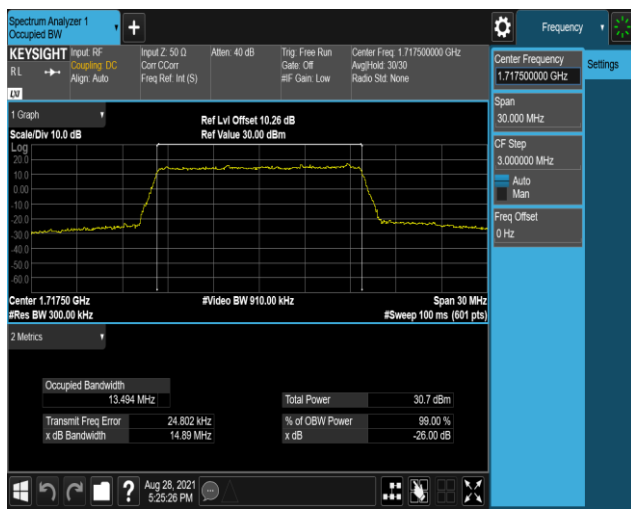 Spectrum Analyzer 1
Occupied BW
+
Frequency
KEYSIGHT
RL
LXI
Input: RF
Coupling: DC
Align: Auto
Input Z: 50 Ω
Corr CCorr
Freq Ref: Int (S)
Atten: 40 dB
Trig: Free Run
Gate: Off
#IF Gain: Low
Center Freq: 1.717500000 GHz
Avg|Hold: 30/30
Radio Std: None
Center Frequency
1.717500000 GHz
Settings
Span
30.000 MHz
CF Step
3.000000 MHz
Auto
Man
Freq Offset
0 Hz
1 Graph
Scale/Div 10.0 dB
Ref Lvl Offset 10.26 dB
Ref Value 30.00 dBm
Log
20.0
10.0
0.00
-10.0
-20.0
-30.0
-40.0
-50.0
-60.0
Center 1.71750 GHz
#Video BW 910.00 kHz
Span 30 MHz
#Res BW 300.00 kHz
#Sweep 100 ms (601 pts)
2 Metrics
Occupied Bandwidth
13.494 MHz
Total Power 30.7 dBm
Transmit Freq Error 24.802 kHz
% of OBW Power 99.00 %
x dB Bandwidth 14.89 MHz
x dB -26.00 dB
?
Aug 28, 2021
5:25:26 PM